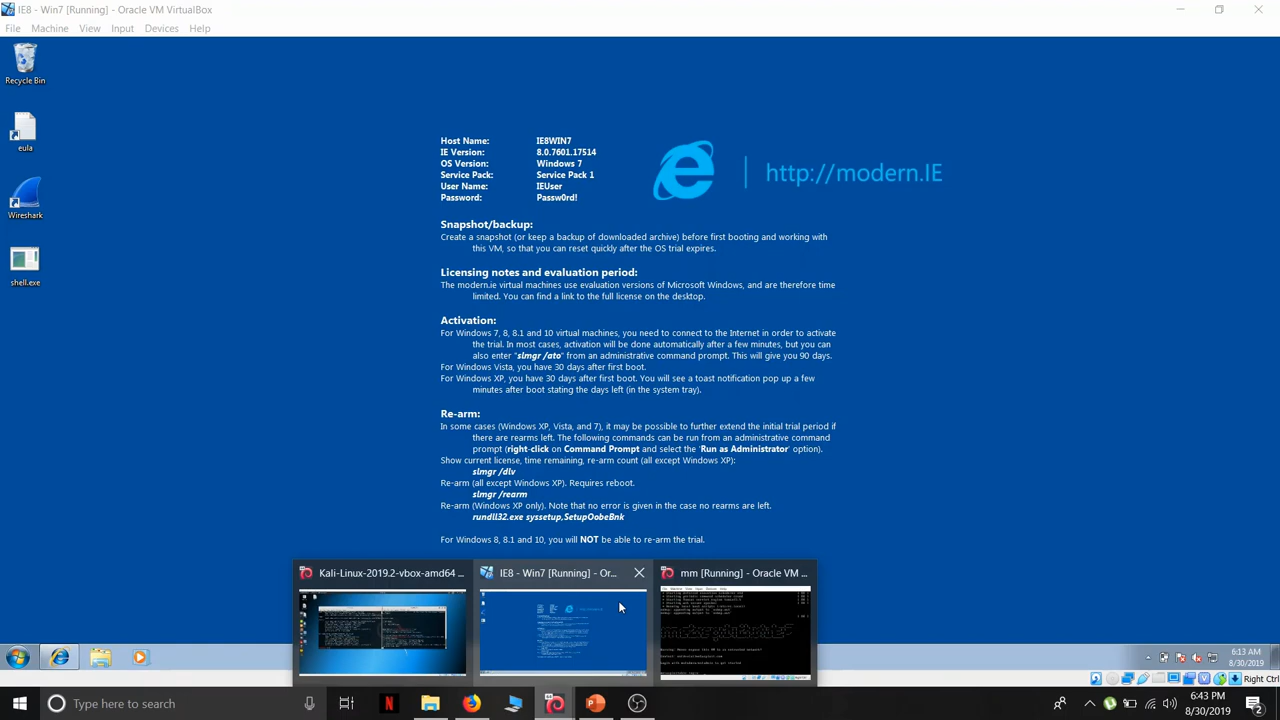 IE8 - Win7 [Running] - Oracle VM VirtualBox
File Machine View Input Devices Help
Recycle Bin
eula
Wireshark
shell.exe
Host Name: IE8WIN7
IE Version: 8.0.7601.17514
OS Version: Windows 7
Service Pack: Service Pack 1
User Name: IEUser
Password: Passw0rd!
http://modern.IE
Snapshot/backup:
Create a snapshot (or keep a backup of downloaded archive) before first booting and working with
this VM, so that you can reset quickly after the OS trial expires.
Licensing notes and evaluation period:
The modern.ie virtual machines use evaluation versions of Microsoft Windows, and are therefore time
limited. You can find a link to the full license on the desktop.
Activation:
For Windows 7, 8, 8.1 and 10 virtual machines, you need to connect to the Internet in order to activate
the trial. In most cases, activation will be done automatically after a few minutes, but you can
also enter "slmgr /ato" from an administrative command prompt. This will give you 90 days.
For Windows Vista, you have 30 days after first boot.
For Windows XP, you have 30 days after first boot. You will see a toast notification pop up a few
minutes after boot stating the days left (in the system tray).
Re-arm:
In some cases (Windows XP, Vista, and 7), it may be possible to further extend the initial trial period if
there are rearms left. The following commands can be run from an administrative command
prompt (right-click on Command Prompt and select the 'Run as Administrator' option).
Show current license, time remaining, re-arm count (all except Windows XP):
slmgr /dlv
Re-arm (all except Windows XP). Requires reboot.
slmgr /rearm
Re-arm (Windows XP only). Note that no error is given in the case no rearms are left.
rundll32.exe syssetup,SetupOobeBnk
For Windows 8, 8.1 and 10, you will NOT be able to re-arm the trial.
Kali-Linux-2019.2-vbox-amd64 ...
IE8 - Win7 [Running] - Or...
mm [Running] - Oracle VM ...
6:13 AM
Right Ctrl
Type here to search
6:43 PM
8/30/2019
2